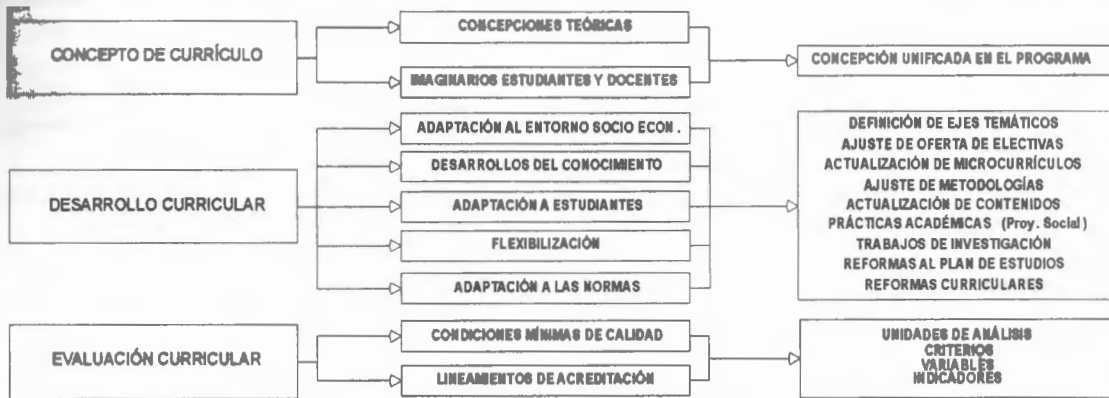 CONCEPTO DE CURRÍCULO
CONCEPCIONES TEÓRICAS
IMAGINARIOS ESTUDIANTES Y DOCENTES
CONCEPCIÓN UNIFICADA EN EL PROGRAMA
DESARROLLO CURRICULAR
ADAPTACIÓN AL ENTORNO SOCIO ECON.
DESARROLLOS DEL CONOCIMIENTO
ADAPTACIÓN A ESTUDIANTES
FLEXIBILIZACIÓN
ADAPTACIÓN A LAS NORMAS
DEFINICIÓN DE EJES TEMÁTICOS
AJUSTE DE OFERTA DE ELECTIVAS
ACTUALIZACIÓN DE MICROCURRÍCULOS
AJUSTE DE METODOLOGÍAS
ACTUALIZACIÓN DE CONTENIDOS
PRÁCTICAS ACADÉMICAS (Proy. Social)
TRABAJOS DE INVESTIGACIÓN
REFORMAS AL PLAN DE ESTUDIOS
REFORMAS CURRICULARES
EVALUACIÓN CURRICULAR
CONDICIONES MÍNIMAS DE CALIDAD
LINEAMIENTOS DE ACREDITACIÓN
UNIDADES DE ANÁLISIS
CRITERIOS
VARIABLES
INDICADORES